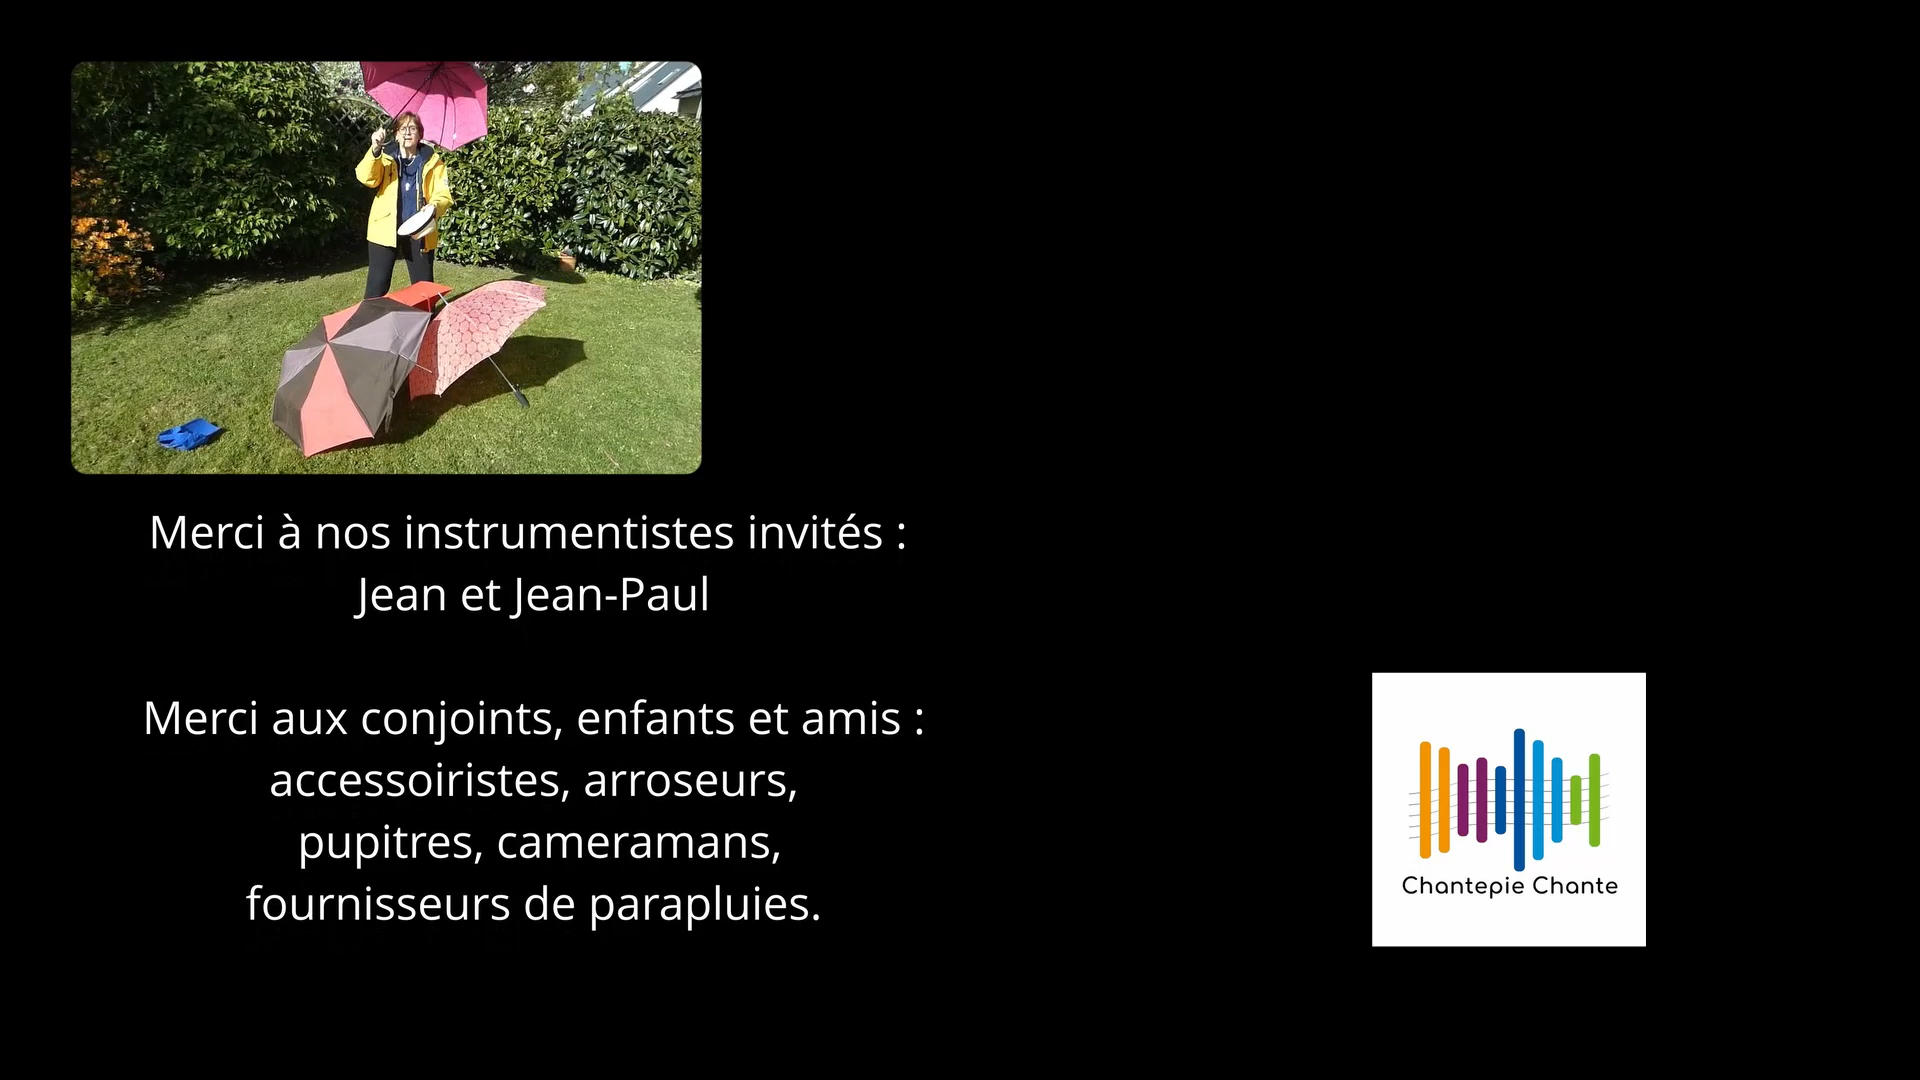 Merci à nos instrumentistes invités :
Jean et Jean-Paul
Merci aux conjoints, enfants et amis :
accessoiristes, arroseurs,
pupitres, cameramans,
fournisseurs de parapluies.
Chantepie Chante